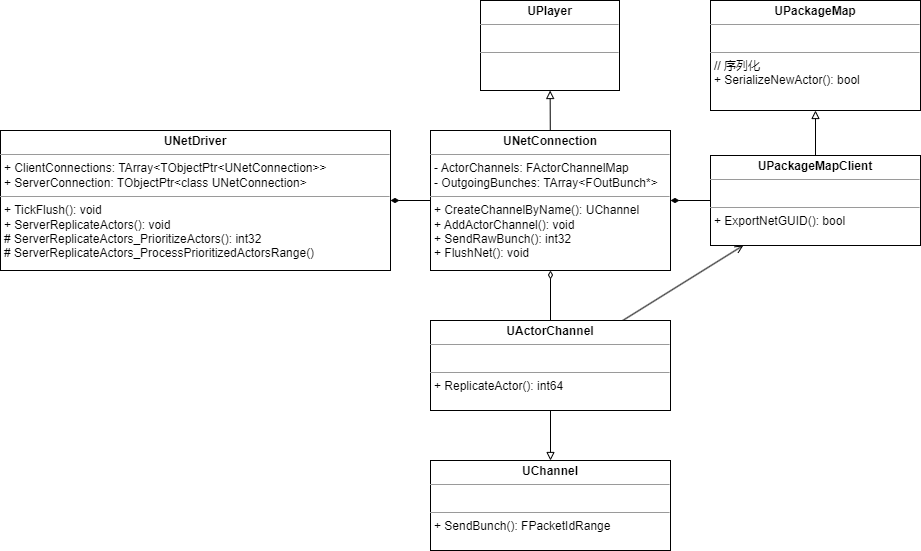 UPlayer
UPackageMap
// 序列化
+ SerializeNewActor(): bool
UNetDriver
+ ClientConnections: TArray<TObjectPtr<UNetConnection>>
+ ServerConnection: TObjectPtr<class UNetConnection>
+ TickFlush(): void
+ ServerReplicateActors(): void
# ServerReplicateActors_PrioritizeActors(): int32
# ServerReplicateActors_ProcessPrioritizedActorsRange()
UNetConnection
- ActorChannels: FActorChannelMap
- OutgoingBunches: TArray<FOutBunch*>
+ CreateChannelByName(): UChannel
+ AddActorChannel(): void
+ SendRawBunch(): int32
+ FlushNet(): void
UPackageMapClient
+ ExportNetGUID(): bool
UActorChannel
+ ReplicateActor(): int64
UChannel
+ SendBunch(): FPacketIdRange